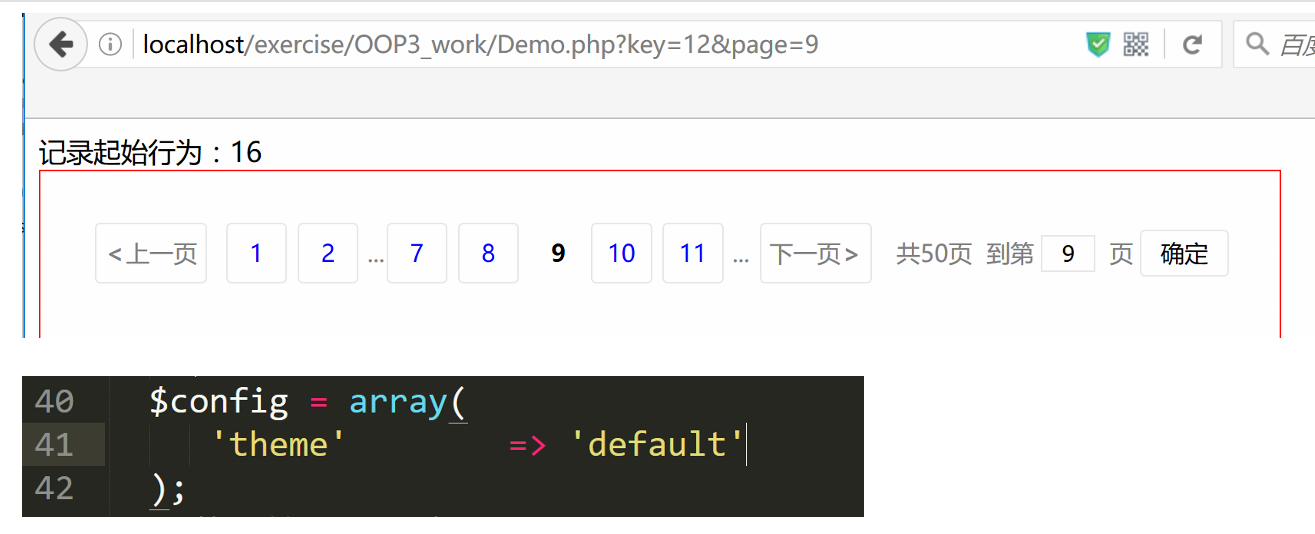 localhost/exercise/OOP3_work/Demo.php?key=12&page=9
记录起始行为：16
<上一页 1 2 ... 7 8 9 10 11 ... 下一页> 共50页 到第 9 页 确定
40 $config = array(
41 'theme' => 'default'
42 );